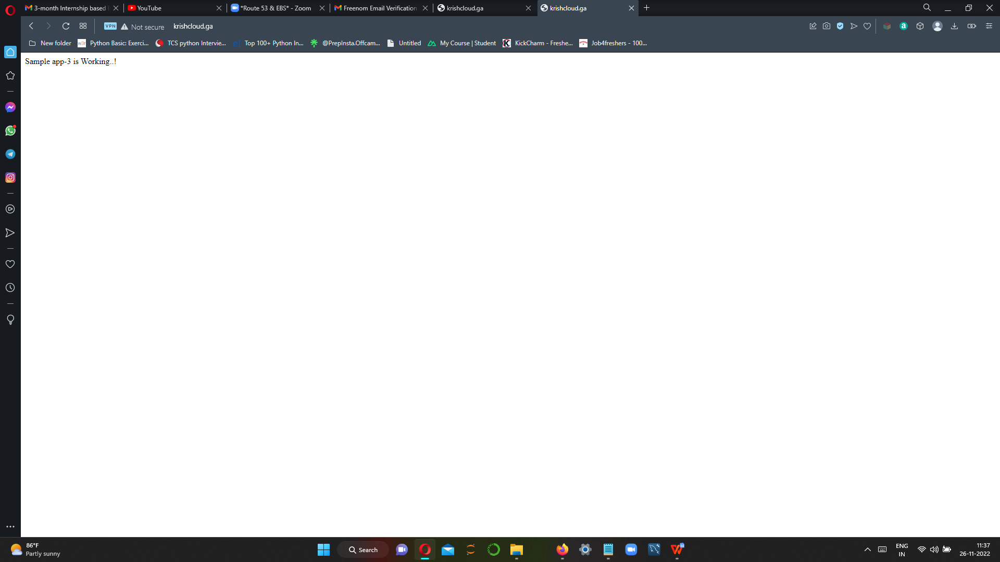 3-month Internship based
YouTube
*Route 53 & EBS* - Zoom
Freenom Email Verification
krishcloud.ga
krishcloud.ga
VPN
Not secure
krishcloud.ga
New folder
w3r
Python Basic: Exerci...
TCS python Intervie...
e!
Top 100+ Python In...
@PrepInsta.Offcam...
Untitled
My Course | Student
K
KickCharm - Freshe...
Job4freshers - 100...
a
Sample app-3 is Working..!
86°F
Partly sunny
Search
ENG
IN
11:37
26-11-2022